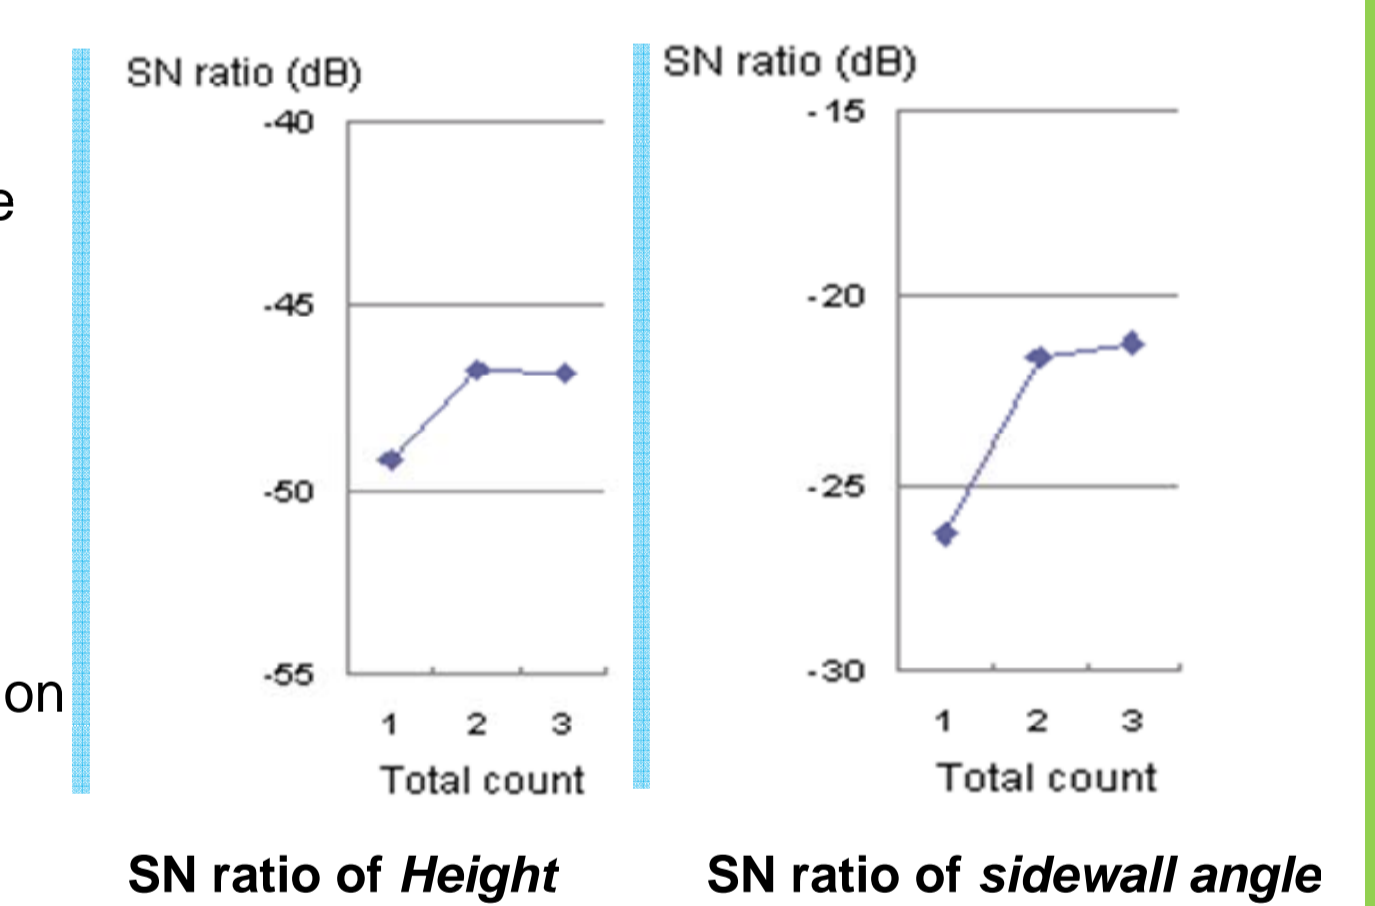 e
on
SN ratio (dB)
-40
-45
-50
-55
1 2 3
Total count
SN ratio of Height
SN ratio (dB)
-15
-20
-25
-30
1 2 3
Total count
SN ratio of sidewall angle